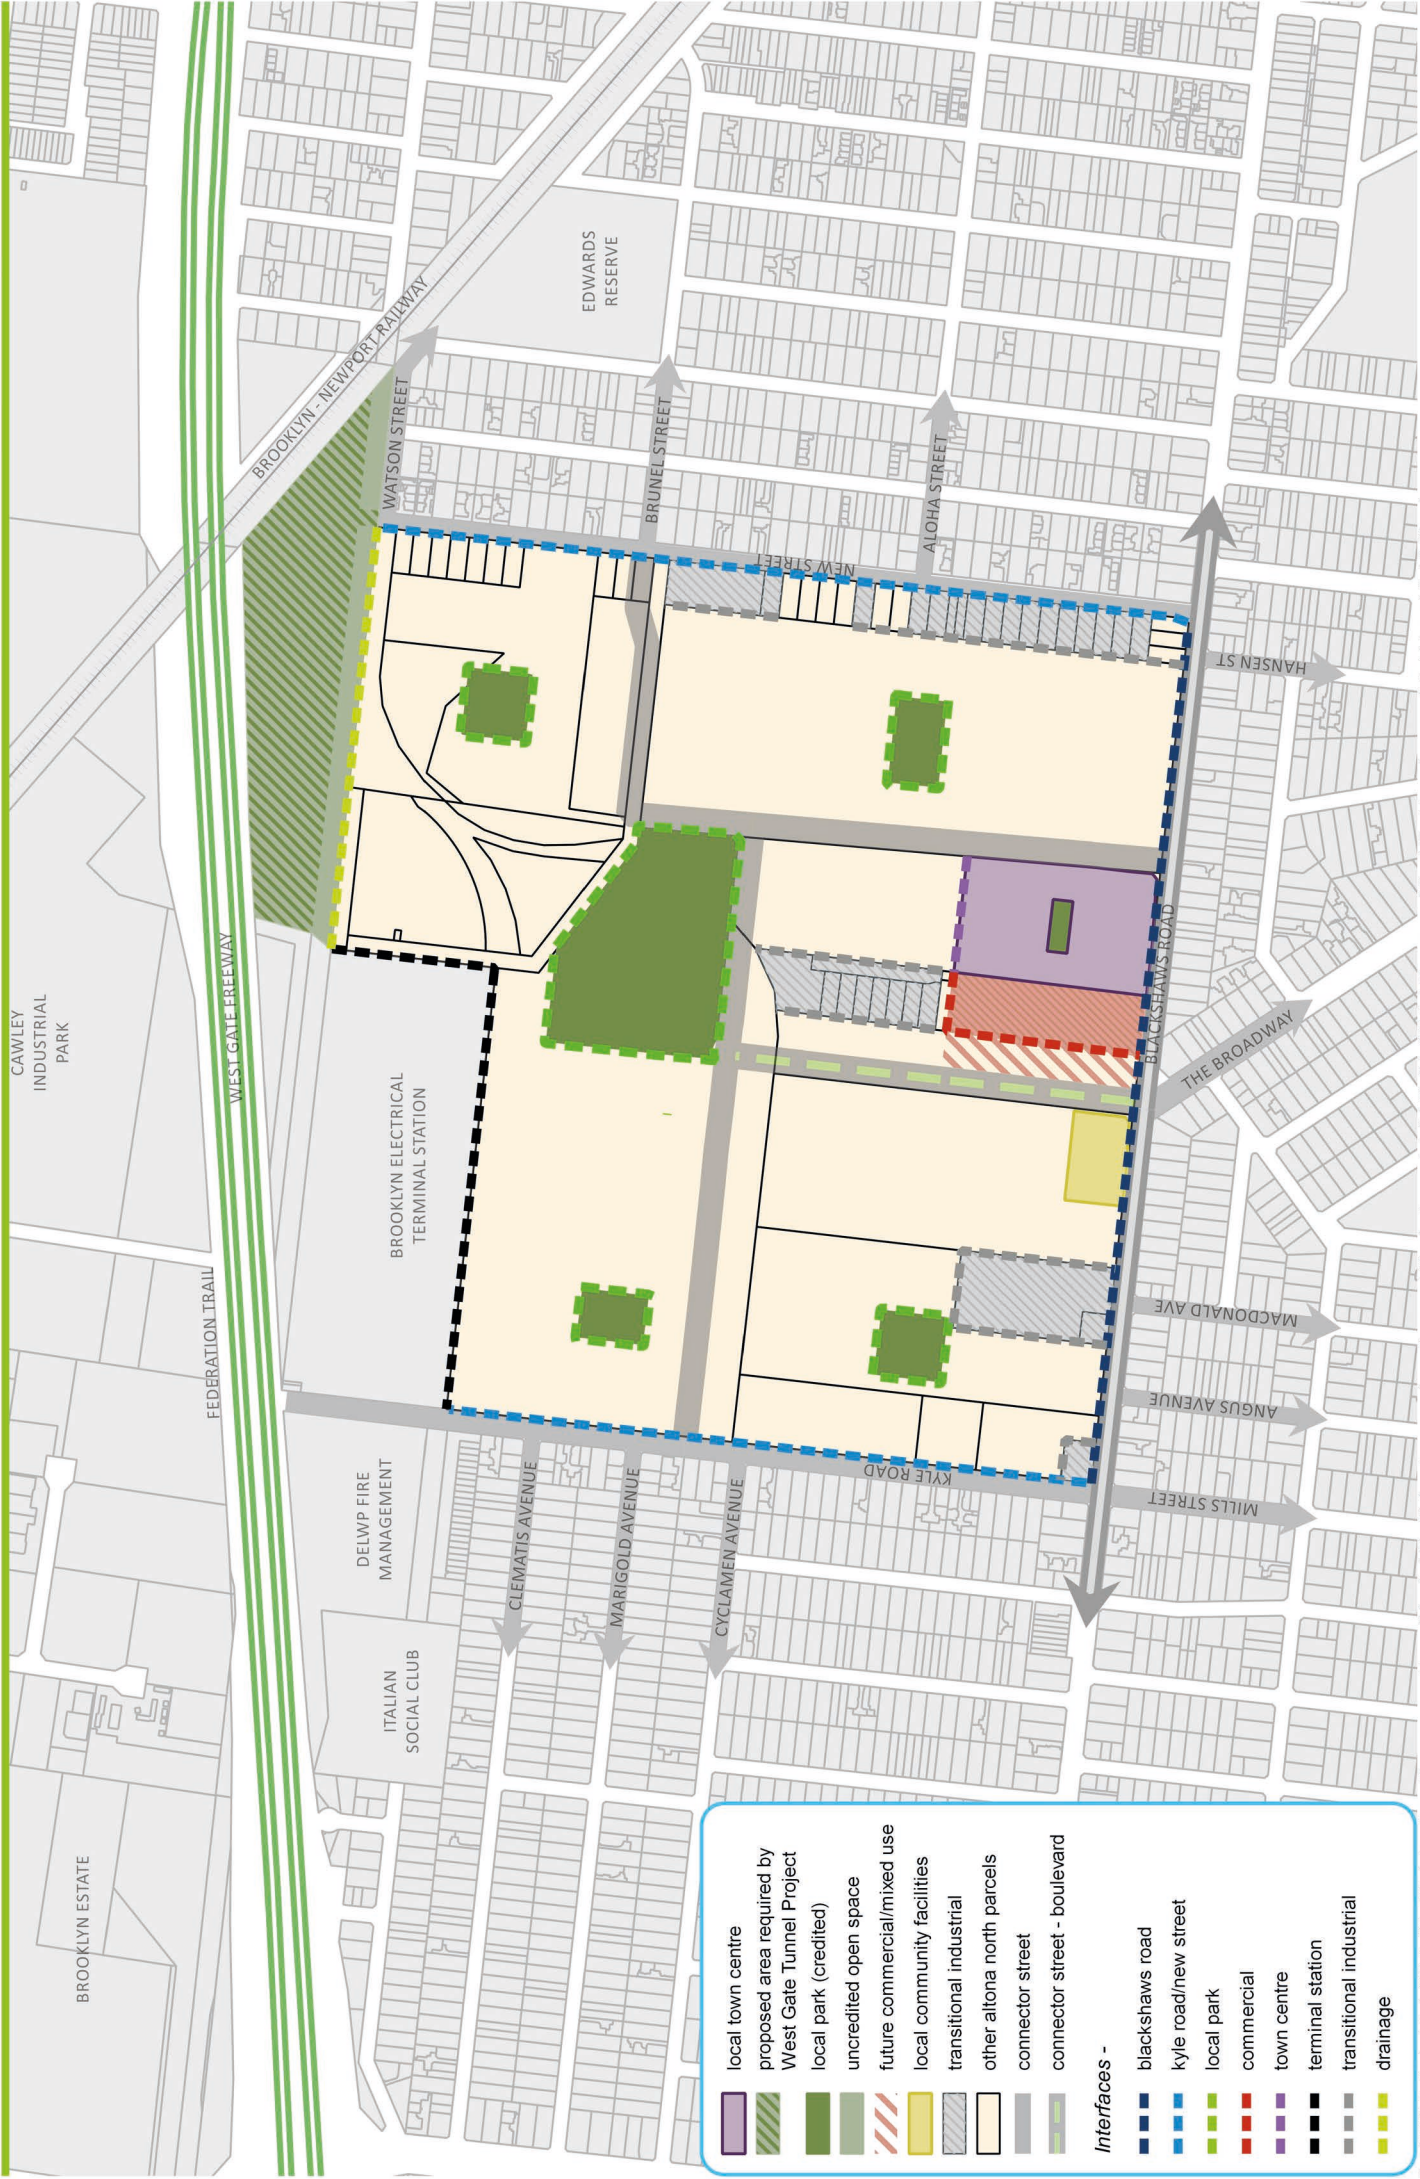 CAWLEY
INDUSTRIAL
PARK
BROOKLYN ESTATE
FEDERATION TRAIL
WEST GATE FREEWAY
BROOKLYN - NEWPORT RAILWAY
EDWARDS
RESERVE
WATSON STREET
BRUNEL STREET
ALOHA STREET
NEW STREET
HANSEN ST
BROOKLYN ELECTRICAL
TERMINAL STATION
DELWP FIRE
MANAGEMENT
ITALIAN
SOCIAL CLUB
CLEMATIS AVENUE
MARIGOLD AVENUE
CYCLAMEN AVENUE
KYLE ROAD
BLACKSHAWS ROAD
THE BROADWAY
MACDONALD AVE
ANGUS AVENUE
MILLS STREET
local town centre
proposed area required by
West Gate Tunnel Project
local park (credited)
uncredited open space
future commercial/mixed use
local community facilities
transitional industrial
other altona north parcels
connector street
connector street - boulevard
Interfaces -
blackshaws road
kyle road/new street
local park
commercial
town centre
terminal station
transitional industrial
drainage